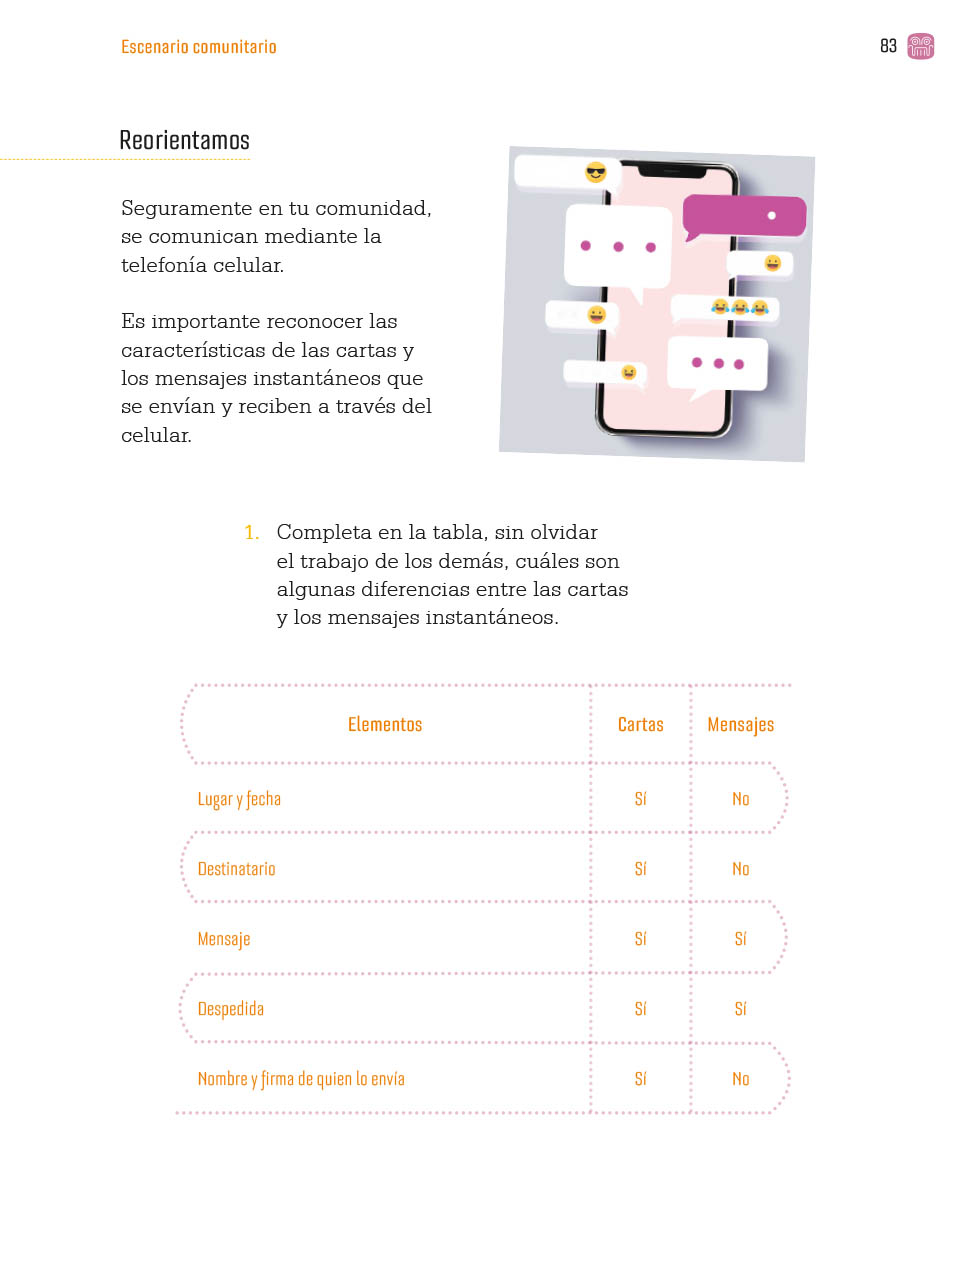 Escenario comunitario
83
Reorientamos
Seguramente en tu comunidad,
se comunican mediante la
telefonía celular.
Es importante reconocer las
características de las cartas y
los mensajes instantáneos que
se envían y reciben a través del
celular.
1. Completa en la tabla, sin olvidar
el trabajo de los demás, cuáles son
algunas diferencias entre las cartas
y los mensajes instantáneos.
Elementos Cartas Mensajes
Lugar y fecha Sí No
Destinatario Sí No
Mensaje Sí Sí
Despedida Sí Sí
Nombre y firma de quien lo envía Sí No